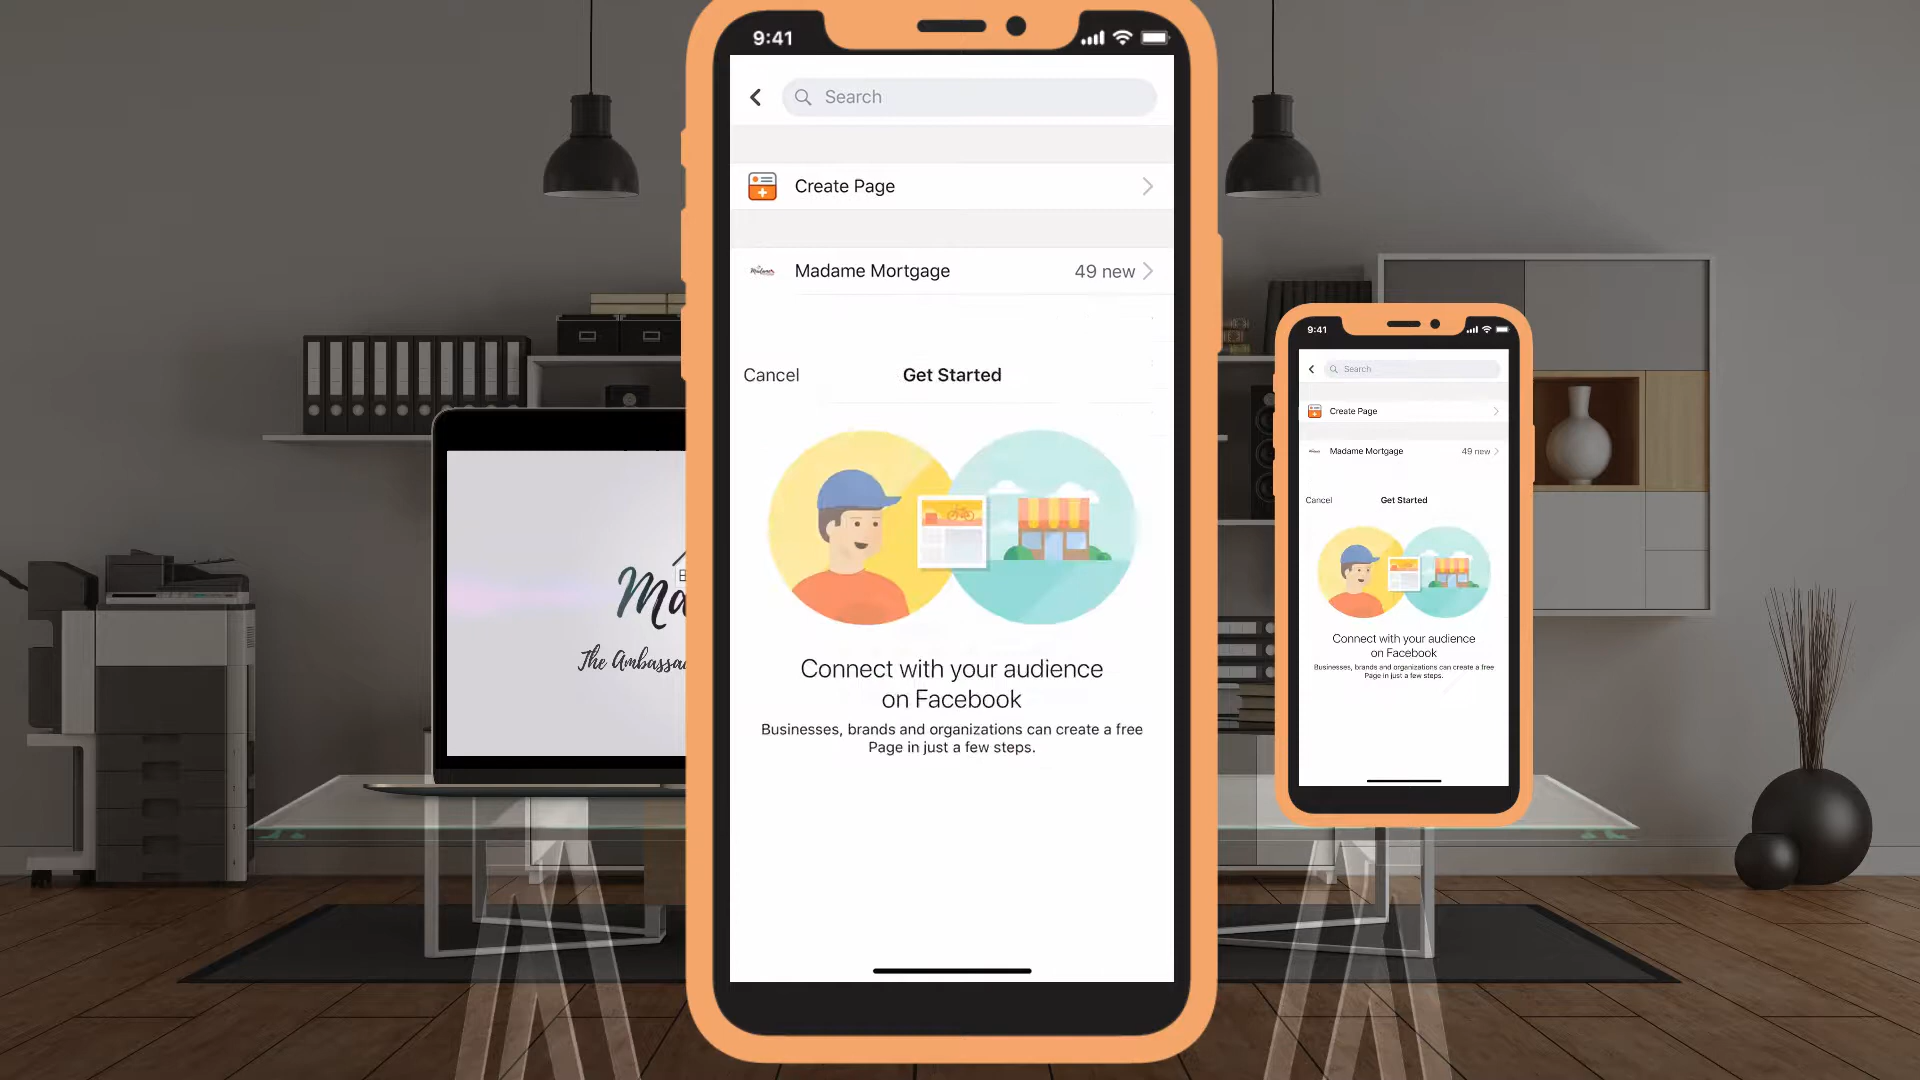 9:41
Search
Create Page
Madame Mortgage 49 new
Cancel Get Started
Connect with your audience
on Facebook
Businesses, brands and organizations can create a free
Page in just a few steps.
The
9:41
Search
Create Page
Madame Mortgage 49 new
Cancel Get Started
Connect with your audience
on Facebook
Businesses, brands and organizations can create a free
Page in just a few steps.